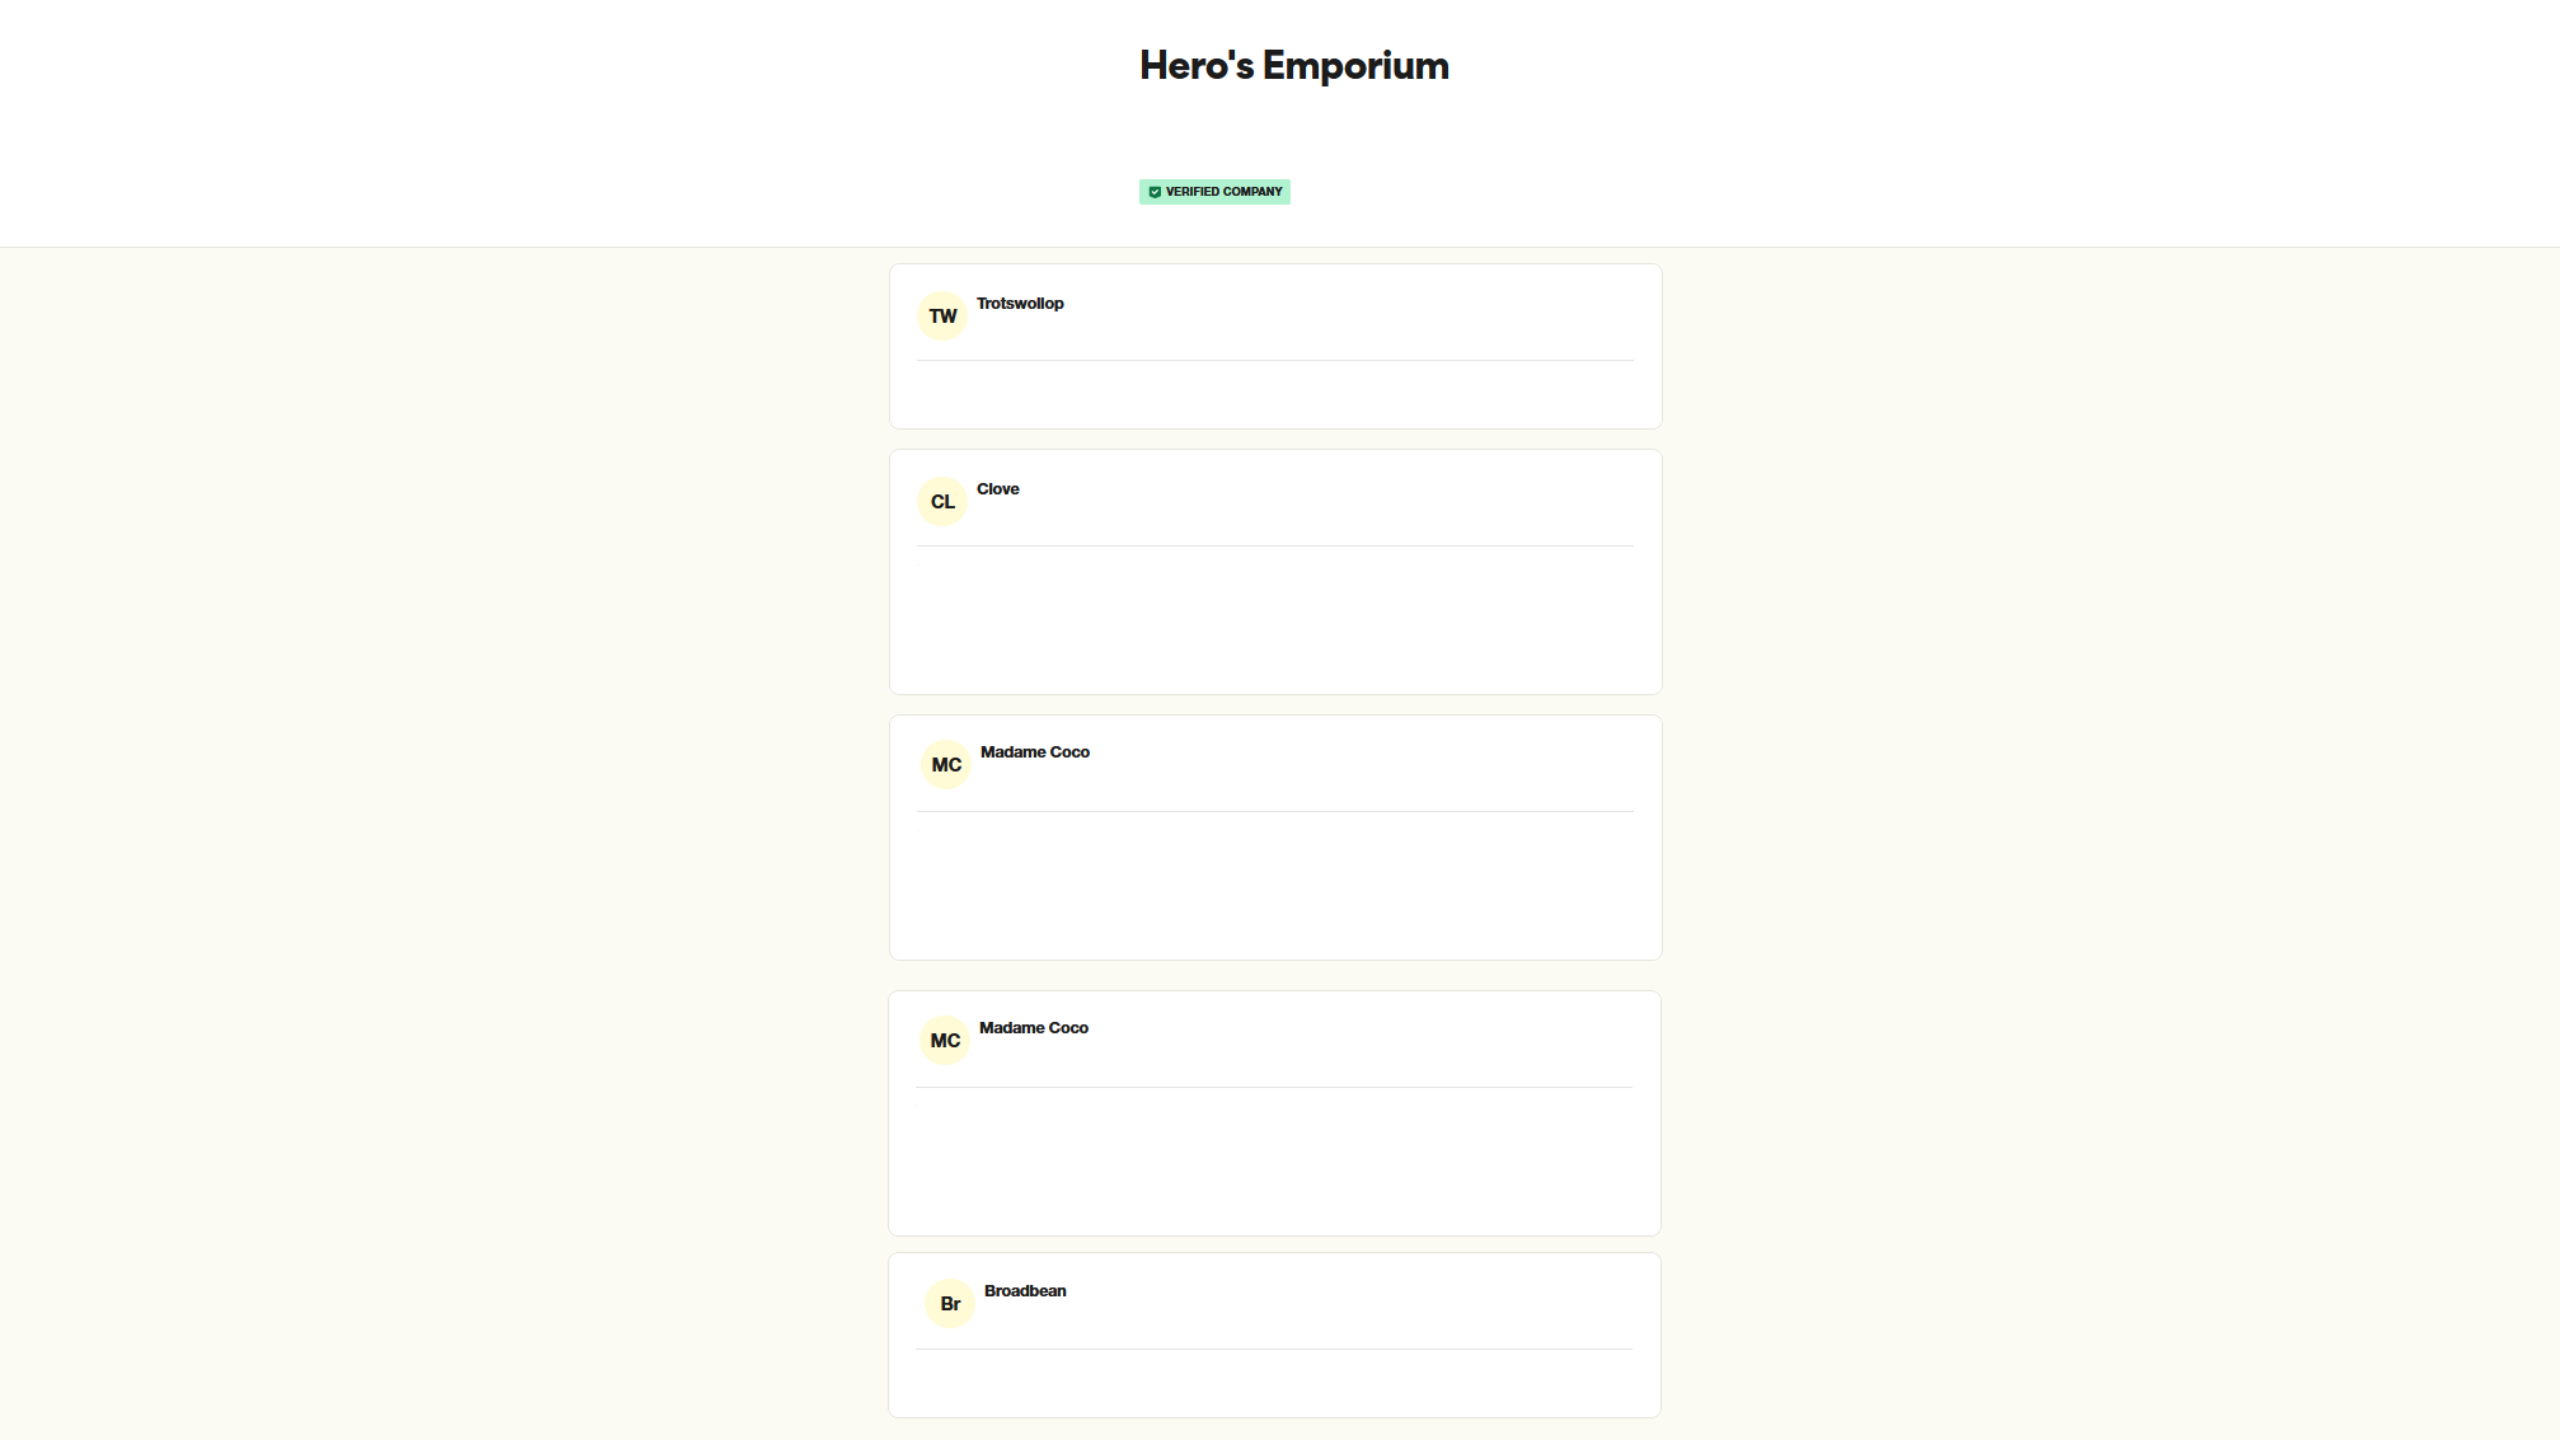 Hero's Emporium
VERIFIED COMPANY
TW
Trotswollop
CL
Clove
MC
Madame Coco
MC
Madame Coco
Br
Broadbean